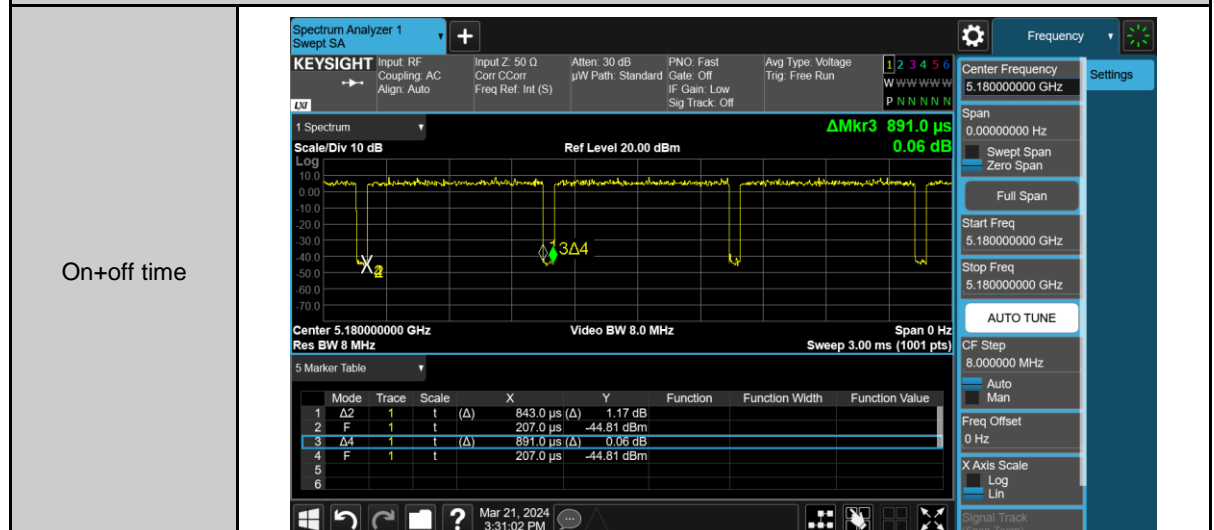 On+off time
Spectrum Analyzer 1
Swept SA
+
Frequency
KEYSIGHT
LXI
Input: RF
Coupling: AC
Align: Auto
Input Z: 50 Ω
Corr CCorr
Freq Ref: Int (S)
Atten: 30 dB
µW Path: Standard
PNO: Fast
Gate: Off
IF Gain: Low
Sig Track: Off
Avg Type: Voltage
Trig: Free Run
1 2 3 4 5 6
W W W W W W
P N N N N N
1 Spectrum
ΔMkr3 891.0 µs
0.06 dB
Scale/Div 10 dB
Ref Level 20.00 dBm
Log
10.0
0.00
-10.0
-20.0
-30.0
-40.0
-50.0
-60.0
-70.0
3Δ4
Center 5.180000000 GHz
Video BW 8.0 MHz
Span 0 Hz
Res BW 8 MHz
Sweep 3.00 ms (1001 pts)
5 Marker Table
Mode Trace Scale X Y Function Function Width Function Value
1 Δ2 1 t (Δ) 843.0 µs (Δ) 1.17 dB
2 F 1 t 207.0 µs -44.81 dBm
3 Δ4 1 t (Δ) 891.0 µs (Δ) 0.06 dB
4 F 1 t 207.0 µs -44.81 dBm
5
6
?
Mar 21, 2024
3:31:02 PM
Center Frequency
5.180000000 GHz
Settings
Span
0.00000000 Hz
Swept Span
Zero Span
Full Span
Start Freq
5.180000000 GHz
Stop Freq
5.180000000 GHz
AUTO TUNE
CF Step
8.000000 MHz
Auto
Man
Freq Offset
0 Hz
X Axis Scale
Log
Lin
Signal Track